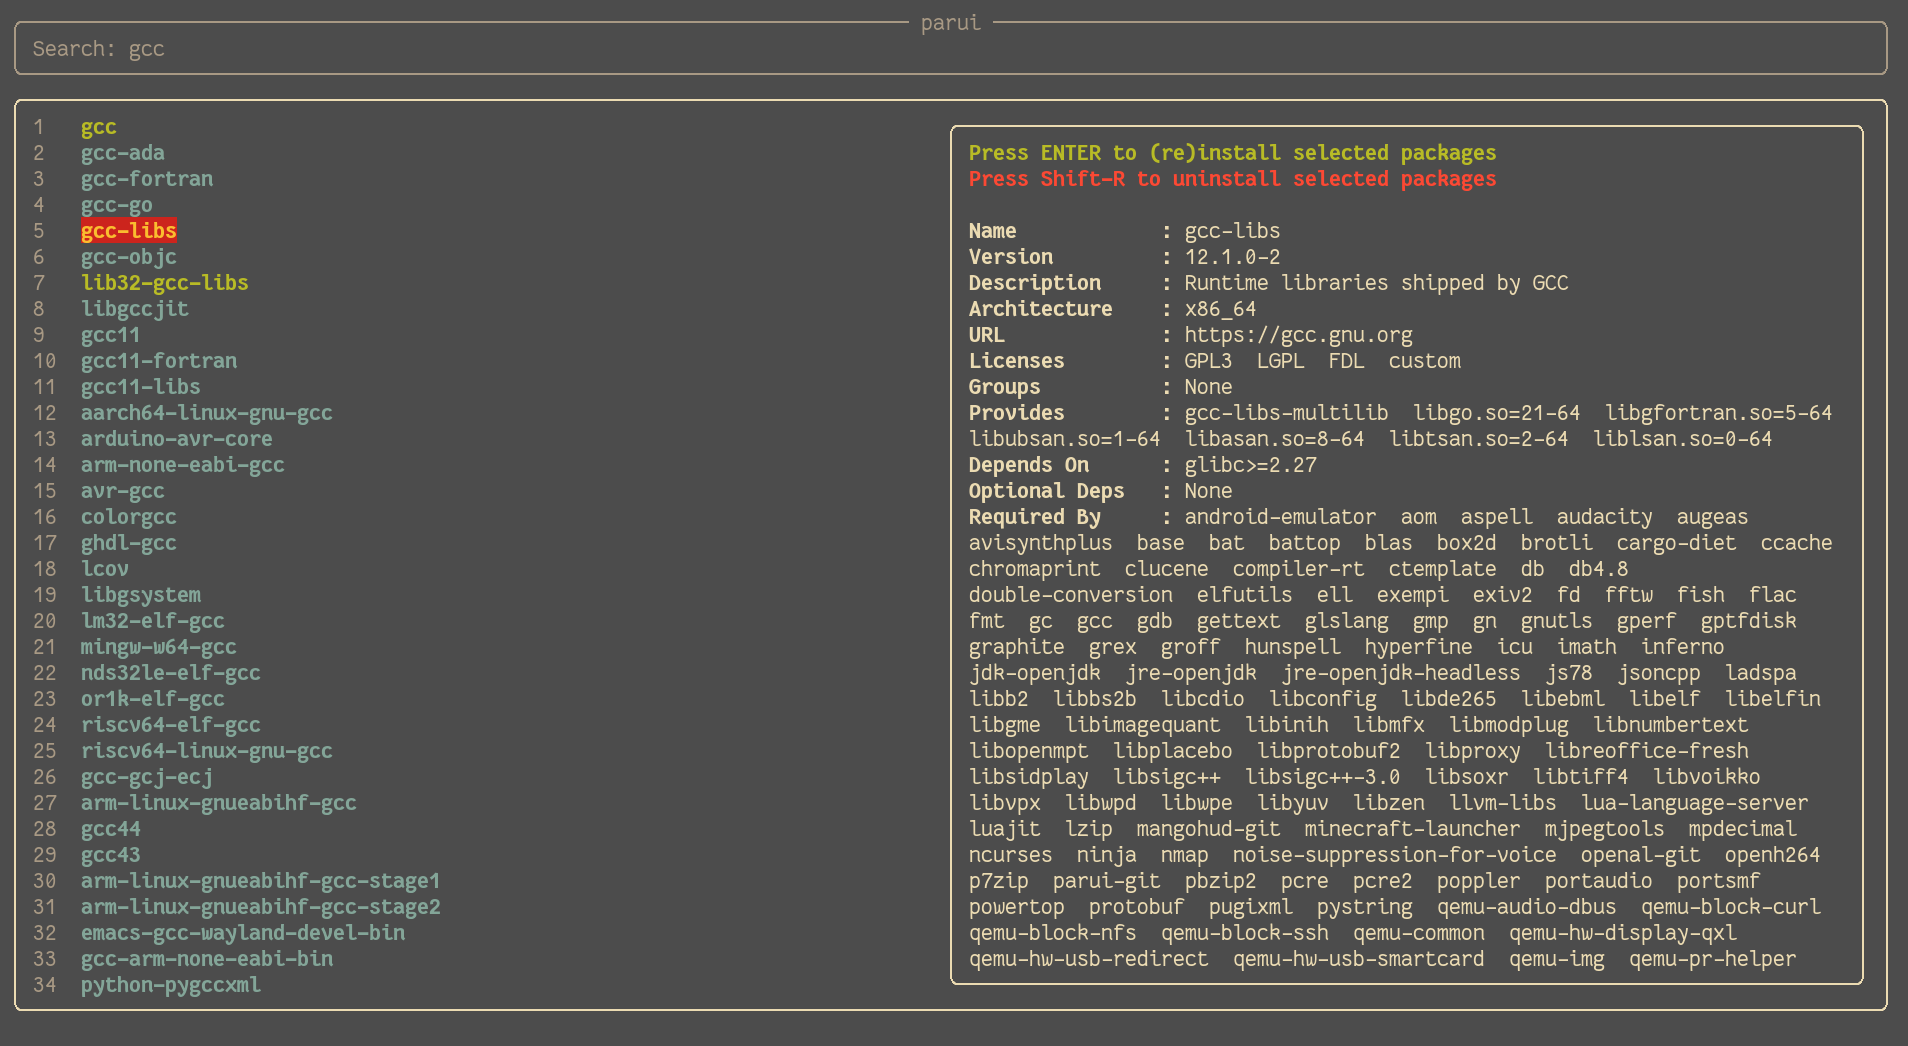 parui
Search: gcc
1 gcc
2 gcc-ada
3 gcc-fortran
4 gcc-go
5 gcc-libs
6 gcc-objc
7 lib32-gcc-libs
8 libgccjit
9 gcc11
10 gcc11-fortran
11 gcc11-libs
12 aarch64-linux-gnu-gcc
13 arduino-avr-core
14 arm-none-eabi-gcc
15 avr-gcc
16 colorgcc
17 ghdl-gcc
18 lcov
19 libgsystem
20 lm32-elf-gcc
21 mingw-w64-gcc
22 nds32le-elf-gcc
23 or1k-elf-gcc
24 riscv64-elf-gcc
25 riscv64-linux-gnu-gcc
26 gcc-gcj-ecj
27 arm-linux-gnueabihf-gcc
28 gcc44
29 gcc43
30 arm-linux-gnueabihf-gcc-stage1
31 arm-linux-gnueabihf-gcc-stage2
32 emacs-gcc-wayland-devel-bin
33 gcc-arm-none-eabi-bin
34 python-pygccxml
Press ENTER to (re)install selected packages
Press Shift-R to uninstall selected packages
Name : gcc-libs
Version : 12.1.0-2
Description : Runtime libraries shipped by GCC
Architecture : x86_64
URL : https://gcc.gnu.org
Licenses : GPL3 LGPL FDL custom
Groups : None
Provides : gcc-libs-multilib libgo.so=21-64 libgfortran.so=5-64
libubsan.so=1-64 libasan.so=8-64 libtsan.so=2-64 liblsan.so=0-64
Depends On : glibc>=2.27
Optional Deps : None
Required By : android-emulator aom aspell audacity augeas
avisynthplus base bat battop blas box2d brotli cargo-diet ccache
chromaprint clucene compiler-rt ctemplate db db4.8
double-conversion elfutils ell exempi exiv2 fd fftw fish flac
fmt gc gcc gdb gettext glslang gmp gn gnutls gperf gptfdisk
graphite grex groff hunspell hyperfine icu imath inferno
jdk-openjdk jre-openjdk jre-openjdk-headless js78 jsoncpp ladspa
libb2 libbs2b libcdio libconfig libde265 libebml libelf libelfin
libgme libimagequant libinih libmfx libmodplug libnumbertext
libopenmpt libplacebo libprotobuf2 libproxy libreoffice-fresh
libsidplay libsigc++ libsigc++-3.0 libsoxr libtiff4 libvoikko
libvpx libwpd libwpe libyuv libzen llvm-libs lua-language-server
luajit lzip mangohud-git minecraft-launcher mjpegtools mpdecimal
ncurses ninja nmap noise-suppression-for-voice openal-git openh264
p7zip parui-git pbzip2 pcre pcre2 poppler portaudio portsmf
powertop protobuf pugixml pystring qemu-audio-dbus qemu-block-curl
qemu-block-nfs qemu-block-ssh qemu-common qemu-hw-display-qxl
qemu-hw-usb-redirect qemu-hw-usb-smartcard qemu-img qemu-pr-helper